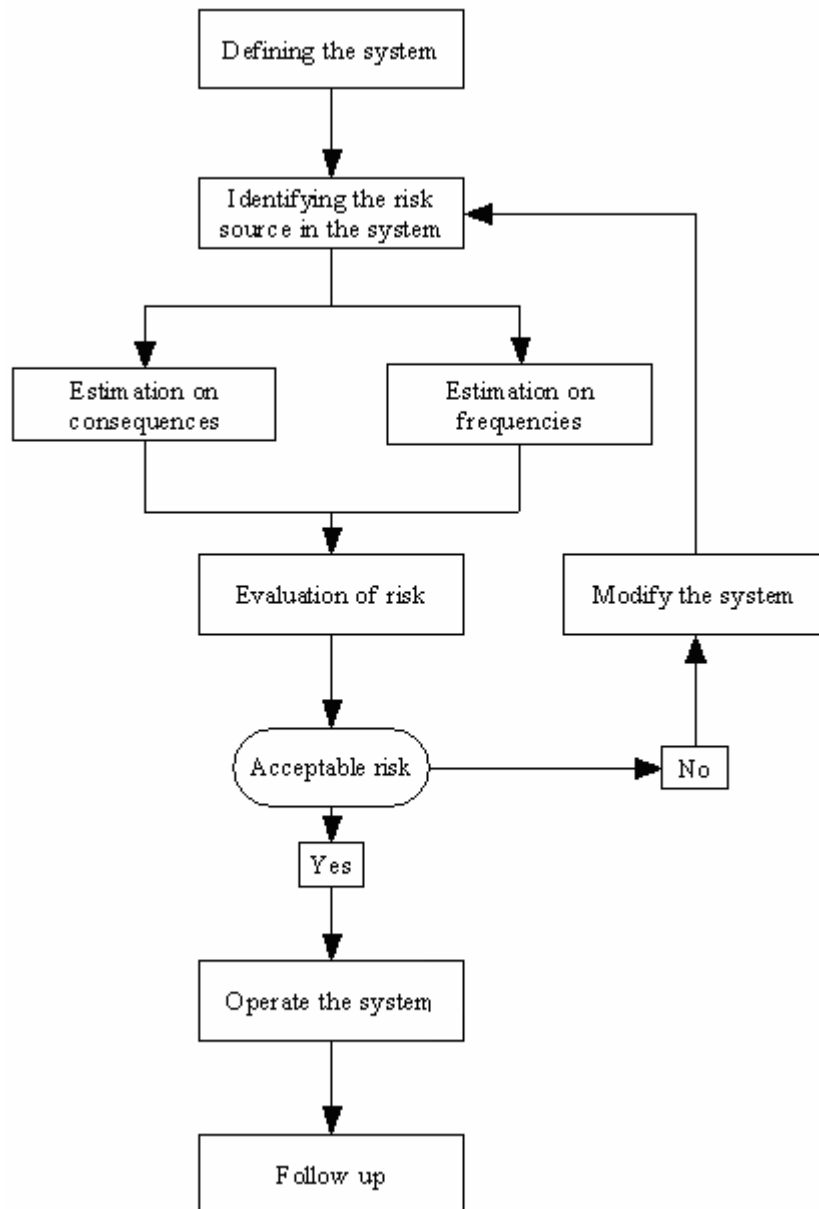 Defining the system
Identifying the risk
source in the system
Estimation on
consequences
Estimation on
frequencies
Evaluation of risk
Modify the system
Acceptable risk
No
Yes
Operate the system
Follow up